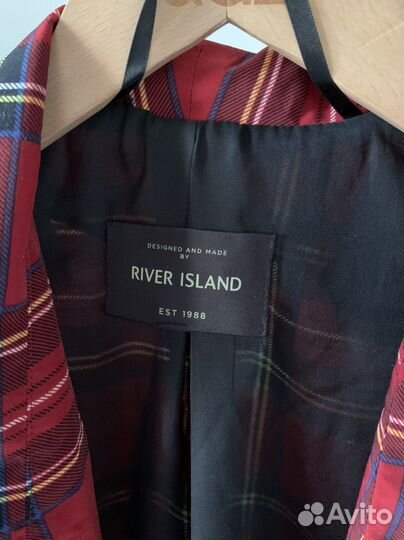 DESIGNED AND MADE
BY
RIVER ISLAND
EST 1988
Avito